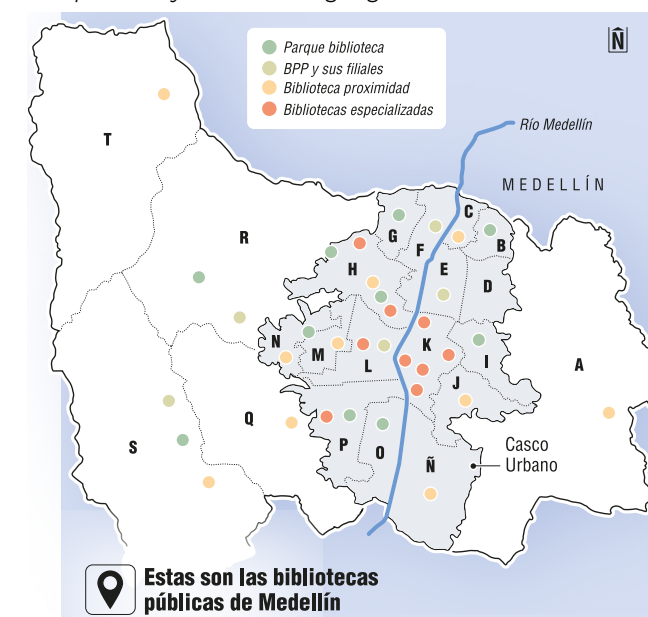 Parque biblioteca
BPP y sus filiales
Biblioteca proximidad
Bibliotecas especializadas
N
Río Medellín
MEDELLÍN
T
R
G
F
C
B
H
E
D
N
M
L
K
I
J
A
S
Q
P
O
Ñ
Casco
Urbano
Estas son las bibliotecas
públicas de Medellín